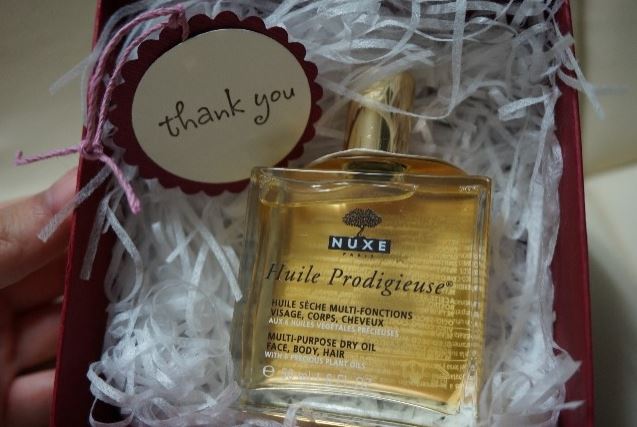 thank you
NUXE
PARIS
Huile Prodigieuse®
HUILE SÈCHE MULTI-FONCTIONS
VISAGE, CORPS, CHEVEUX
AUX 6 HUILES VÉGÉTALES PRÉCIEUSES
MULTI-PURPOSE DRY OIL
FACE, BODY, HAIR
WITH 6 PRECIOUS PLANT OILS